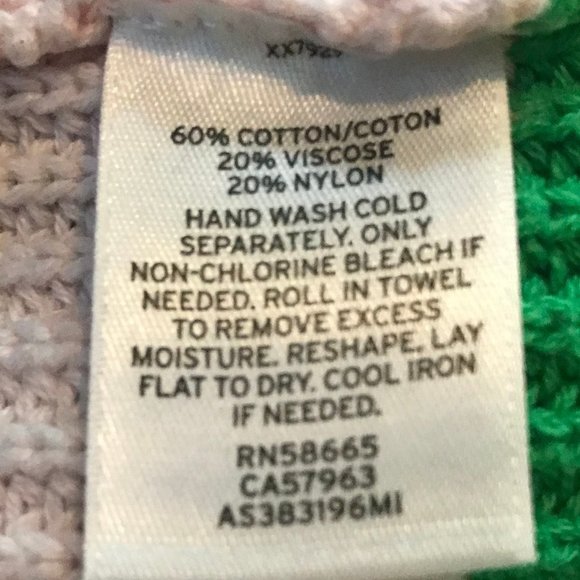 60% COTTON/COTON
20% VISCOSE
20% NYLON
HAND WASH COLD
SEPARATELY. ONLY
NON-CHLORINE BLEACH IF
NEEDED. ROLL IN TOWEL
TO REMOVE EXCESS
MOISTURE. RESHAPE. LAY
FLAT TO DRY. COOL IRON
IF NEEDED.
RN58665
CA57963
AS383196MI